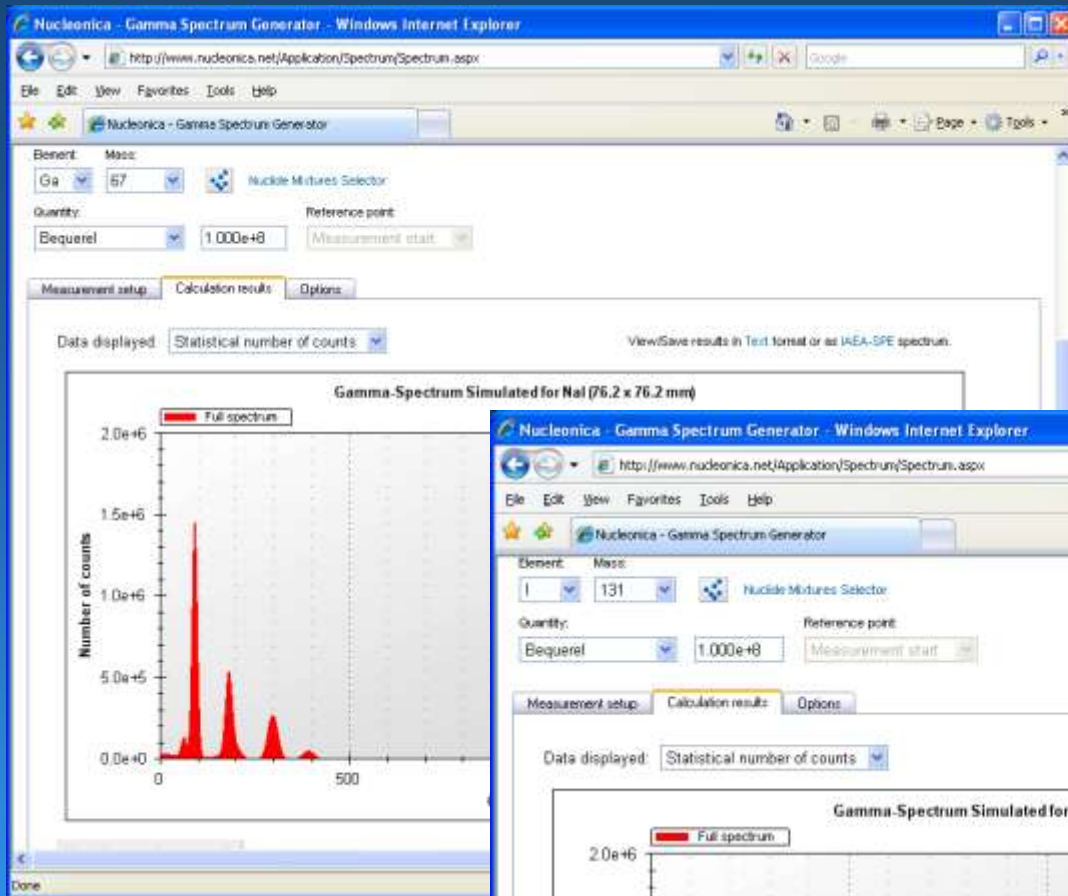 Nucleonica - Gamma Spectrum Generator - Windows Internet Explorer
http://www.nucleonica.net/Application/Spectrum/Spectrum.aspx
Google
File Edit View Favorites Tools Help
Nucleonica - Gamma Spectrum Generator
Page Tools
Element: Mass:
Ga 67 Nuclide Mixtures Selector
Quantity: Reference point:
Bequerel 1.000e+8 Measurement start
Measurement setup Calculation results Options
Data displayed: Statistical number of counts View/Save results in Text format or as IAEA-SPE spectrum.
Gamma-Spectrum Simulated for NaI (76.2 x 76.2 mm)
Full spectrum
2.0e+6
1.5e+6
1.0e+6
5.0e+5
0.0e+0
Number of counts
0 500
Done
Nucleonica - Gamma Spectrum Generator - Windows Internet Explorer
http://www.nucleonica.net/Application/Spectrum/Spectrum.aspx
File Edit View Favorites Tools Help
Nucleonica - Gamma Spectrum Generator
Element: Mass:
I 131 Nuclide Mixtures Selector
Quantity: Reference point:
Bequerel 1.000e+8 Measurement start
Measurement setup Calculation results Options
Data displayed: Statistical number of counts
Gamma-Spectrum Simulated for
Full spectrum
2.0e+6